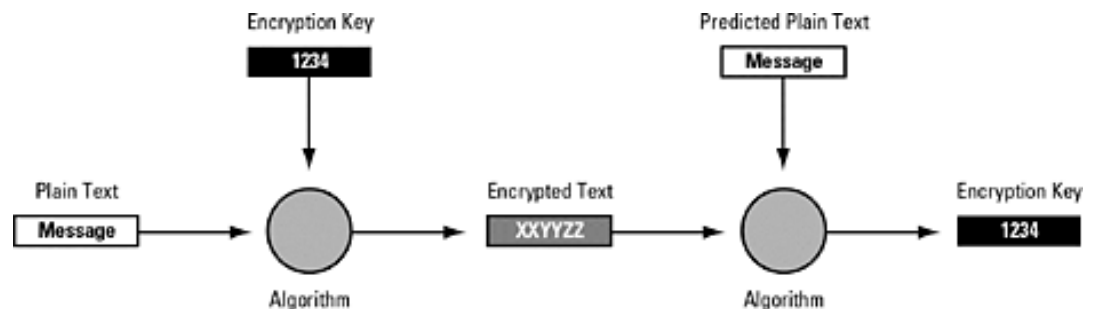 Encryption Key
1234
Predicted Plain Text
Message
Plain Text
Message
Algorithm
Encrypted Text
XXYYZZ
Algorithm
Encryption Key
1234